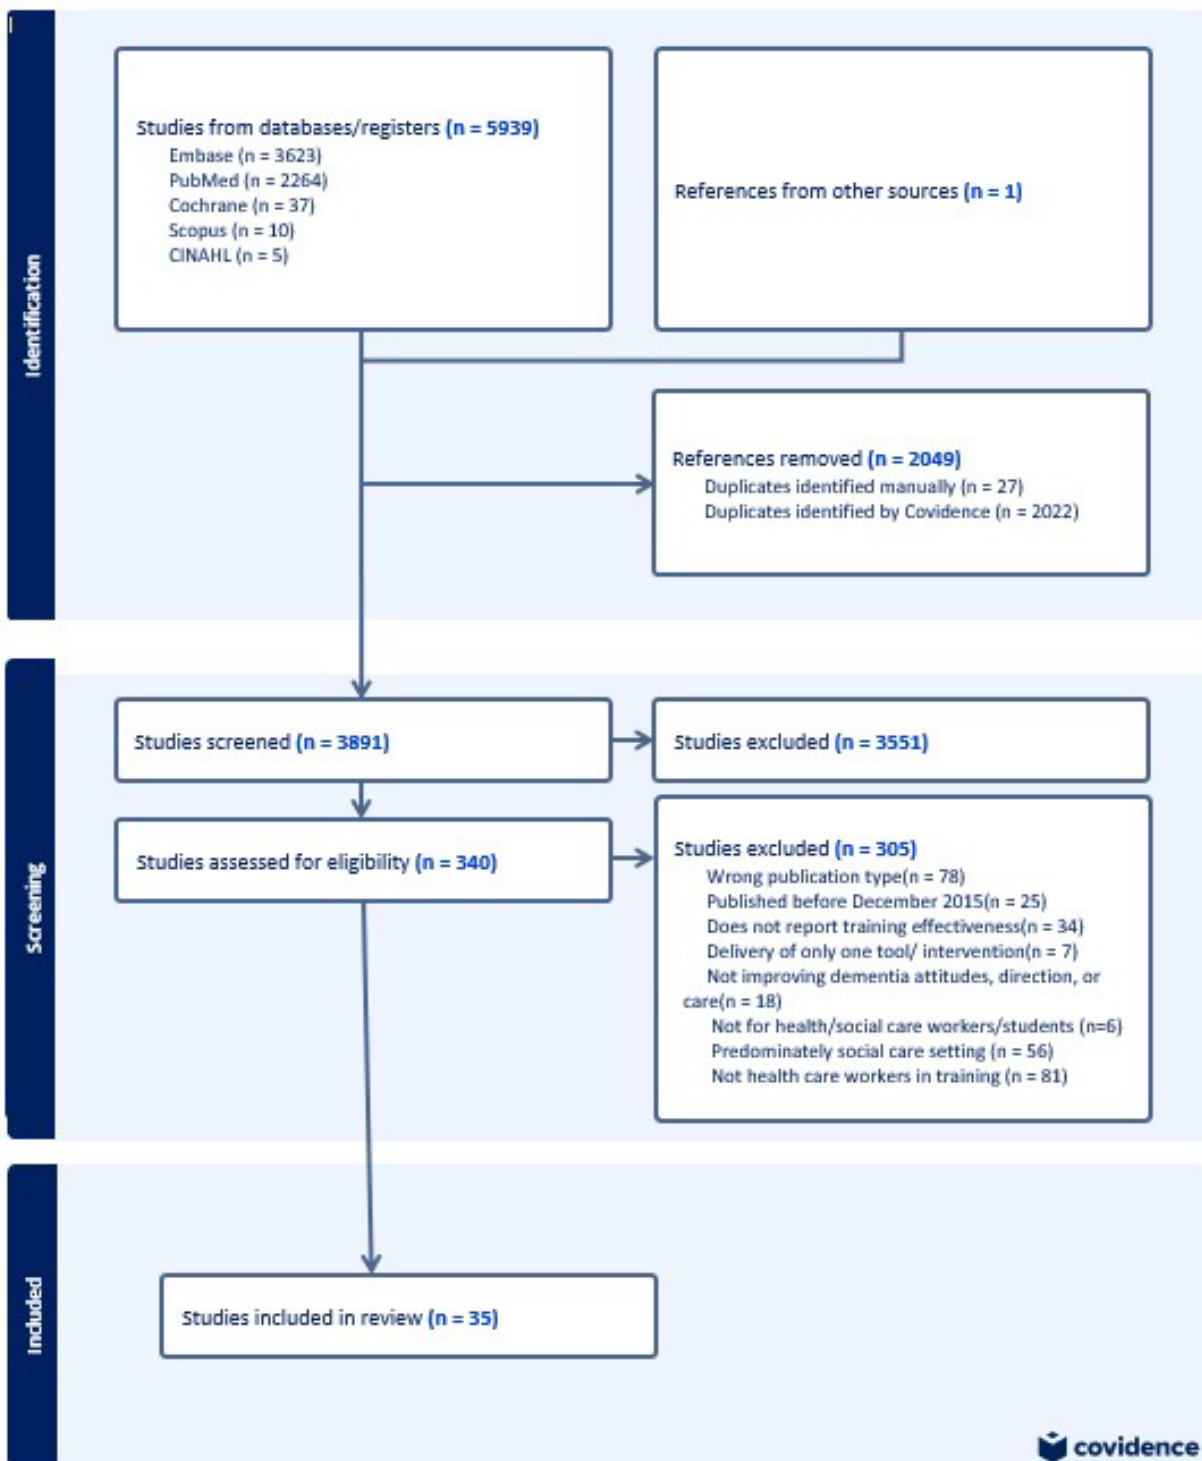 Identification
Studies from databases/registers (n = 5939)
Embase (n = 3623)
PubMed (n = 2264)
Cochrane (n = 37)
Scopus (n = 10)
CINAHL (n = 5)
References from other sources (n = 1)
References removed (n = 2049)
Duplicates identified manually (n = 27)
Duplicates identified by Covidence (n = 2022)
Screening
Studies screened (n = 3891)
Studies excluded (n = 3551)
Studies assessed for eligibility (n = 340)
Studies excluded (n = 305)
Wrong publication type(n = 78)
Published before December 2015(n = 25)
Does not report training effectiveness(n = 34)
Delivery of only one tool/ intervention(n = 7)
Not improving dementia attitudes, direction, or
care(n = 18)
Not for health/social care workers/students (n=6)
Predominately social care setting (n = 56)
Not health care workers in training (n = 81)
Included
Studies included in review (n = 35)
covidence